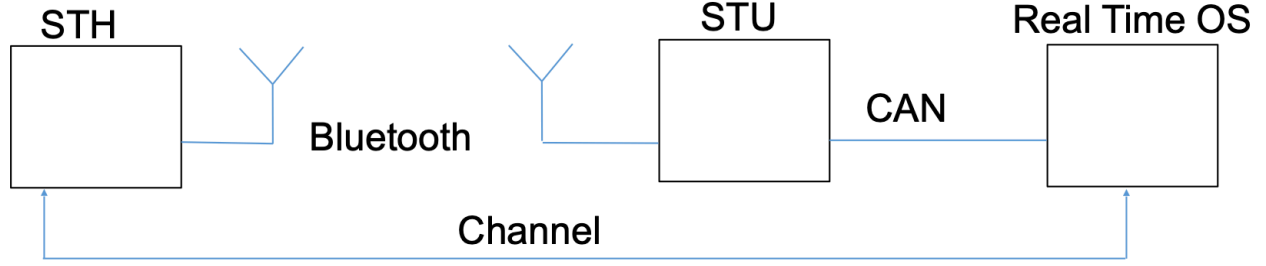 STH
STU
Real Time OS
Bluetooth
CAN
Channel